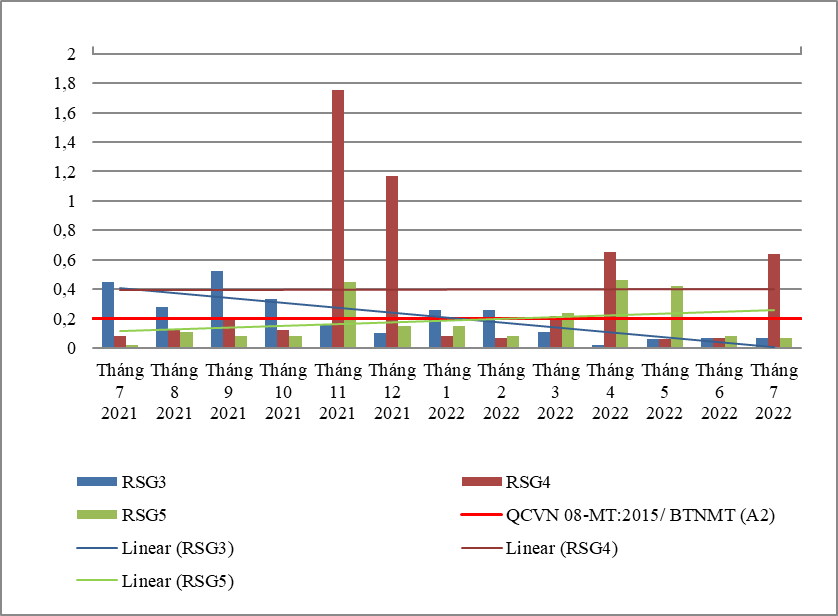 2
1,8
1,6
1,4
1,2
1
0,8
0,6
0,4
0,2
0
Tháng 7 2021
Tháng 8 2021
Tháng 9 2021
Tháng 10 2021
Tháng 11 2021
Tháng 12 2021
Tháng 1 2022
Tháng 2 2022
Tháng 3 2022
Tháng 4 2022
Tháng 5 2022
Tháng 6 2022
Tháng 7 2022
RSG3
RSG4
RSG5
QCVN 08-MT:2015/ BTNMT (A2)
Linear (RSG3)
Linear (RSG4)
Linear (RSG5)